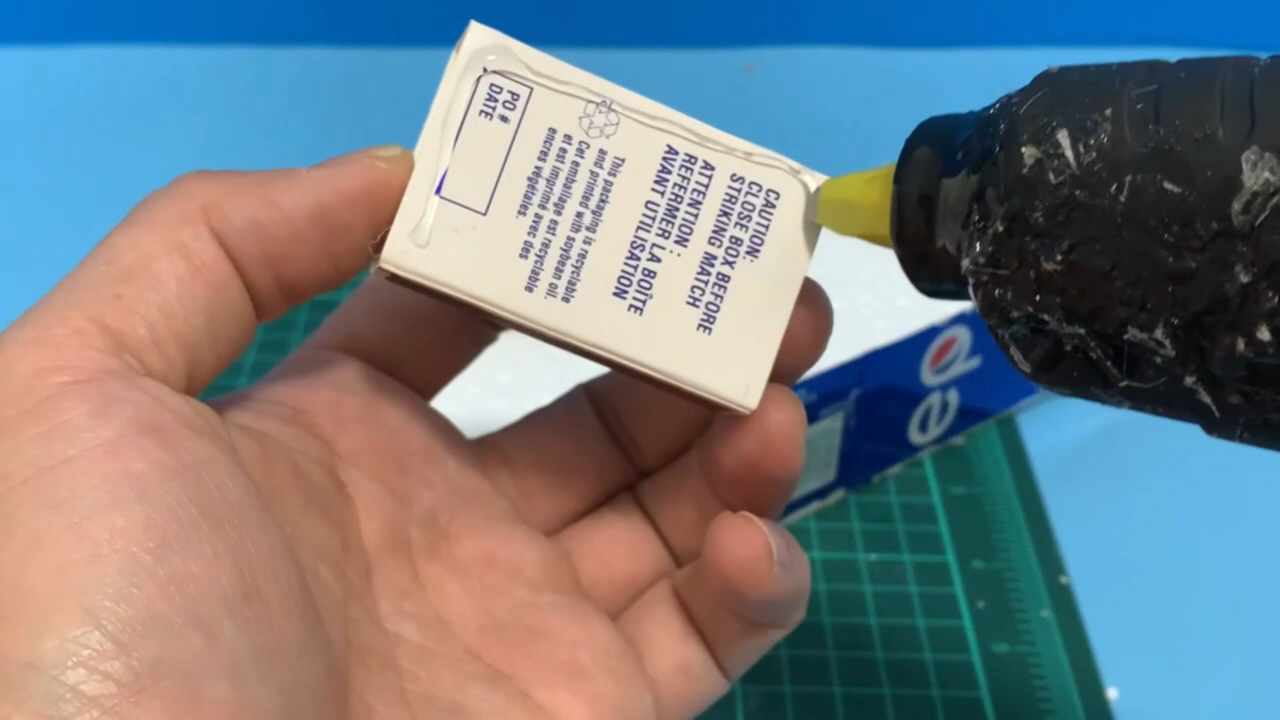 PO #
DATE
This packaging is recyclable
and printed with soybean oil.
Cet emballage est recyclable
et est imprimé avec des
encres végétales.
CAUTION:
CLOSE BOX BEFORE
STRIKING MATCH
ATTENTION:
REFERMER LA BOÎTE :
AVANT UTILISATION
pep